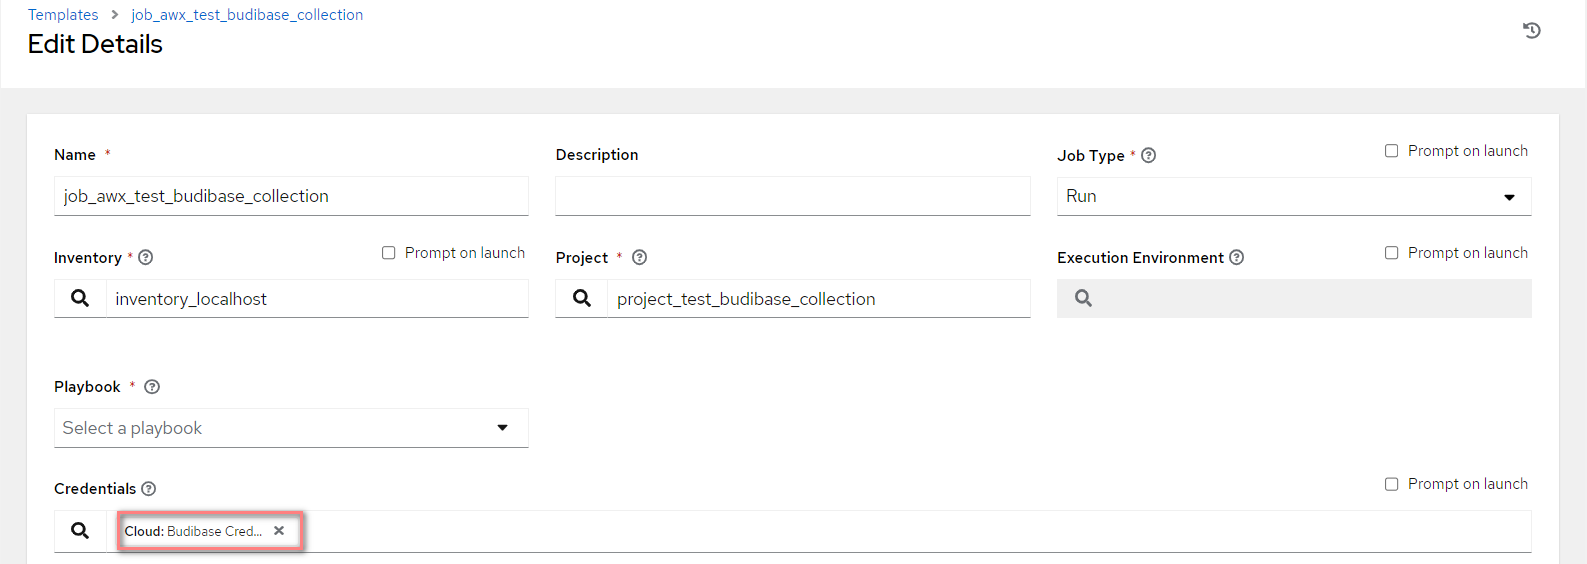 Templates > job_awx_test_budibase_collection
Edit Details
Name *
Description
Job Type *
Prompt on launch
job_awx_test_budibase_collection
Run
Inventory *
Prompt on launch
Project *
Execution Environment
Prompt on launch
inventory_localhost
project_test_budibase_collection
Playbook *
Select a playbook
Credentials
Prompt on launch
Cloud: Budibase Cred...